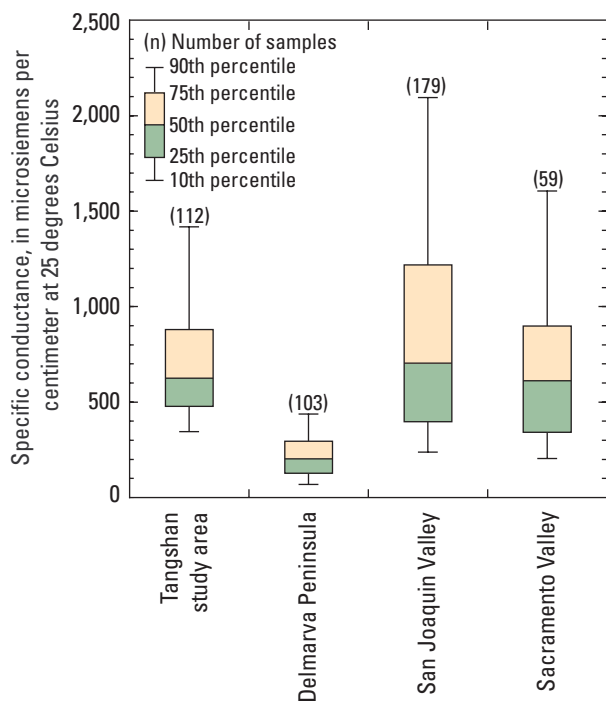 Specific conductance, in microsiemens per
centimeter at 25 degrees Celsius
2,500
2,000
1,500
1,000
500
0
(n) Number of samples
90th percentile
75th percentile
50th percentile
25th percentile
10th percentile
(112)
(103)
(179)
(59)
Tangshan
study area
Delmarva Peninsula
San Joaquin Valley
Sacramento Valley